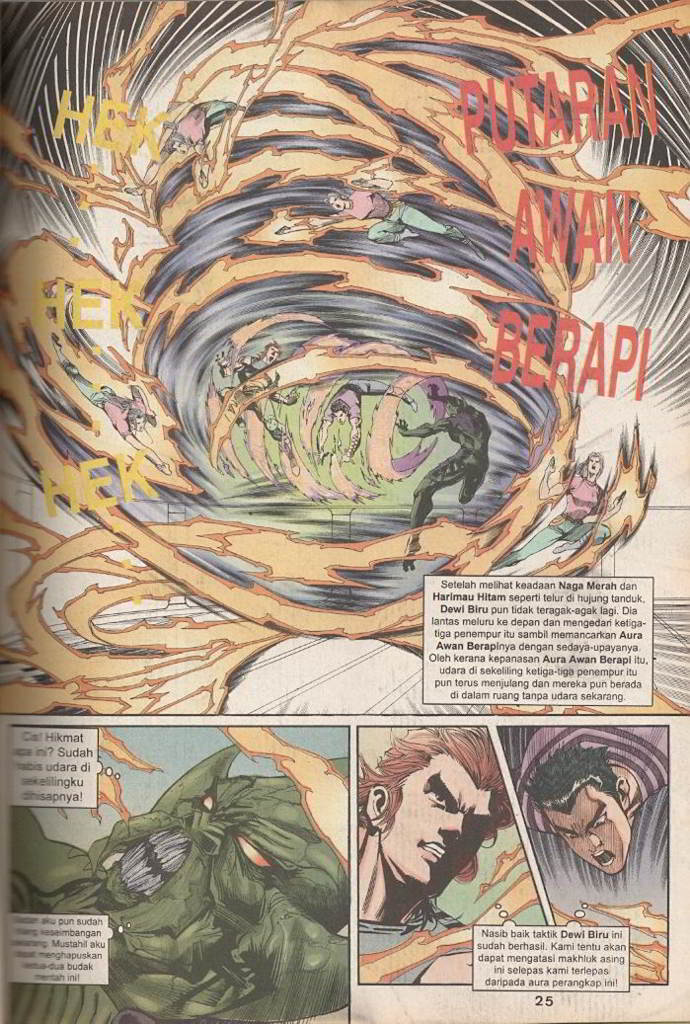 HEK
HEK
HEK
PUTARAN
AWAN
BERAPI
Setelah melihat keadaan Naga Merah dan
Harimau Hitam seperti telur di hujung tanduk,
Dewi Biru pun tidak teragak-agak lagi. Dia
lantas meluru ke depan dan mengedari ketiga-
tiga penempur itu sambil memancarkan Aura
Awan Berapinya dengan sedaya-upayanya.
Oleh kerana kepanasan Aura Awan Berapi itu,
udara di sekeliling ketiga-tiga penempur itu
pun terus menjulang dan mereka pun berada
di dalam ruang tanpa udara sekarang.
Cis! Hikmat
apa ini? Sudah
habis udara di
sekelilingku
dihisapnya!
Badan aku pun sudah
hilang keseimbangan
sekarang. Mustahil aku
dapat menghapuskan
kedua-dua budak
mentah ini!
Nasib baik taktik Dewi Biru ini
sudah berhasil. Kami tentu akan
dapat mengatasi makhluk asing
ini selepas kami terlepas
daripada aura perangkap ini!
25